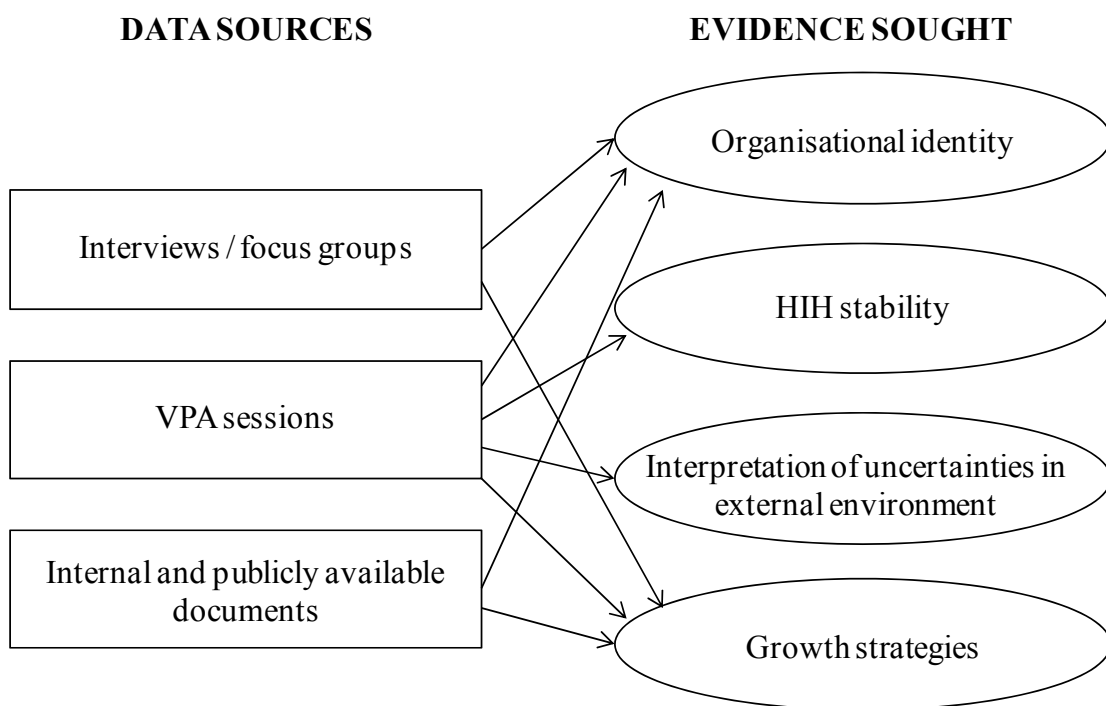 DATA SOURCES
EVIDENCE SOUGHT
Organisational identity
Interviews / focus groups
HIH stability
VPA sessions
Interpretation of uncertainties in
external environment
Internal and publicly available
documents
Growth strategies